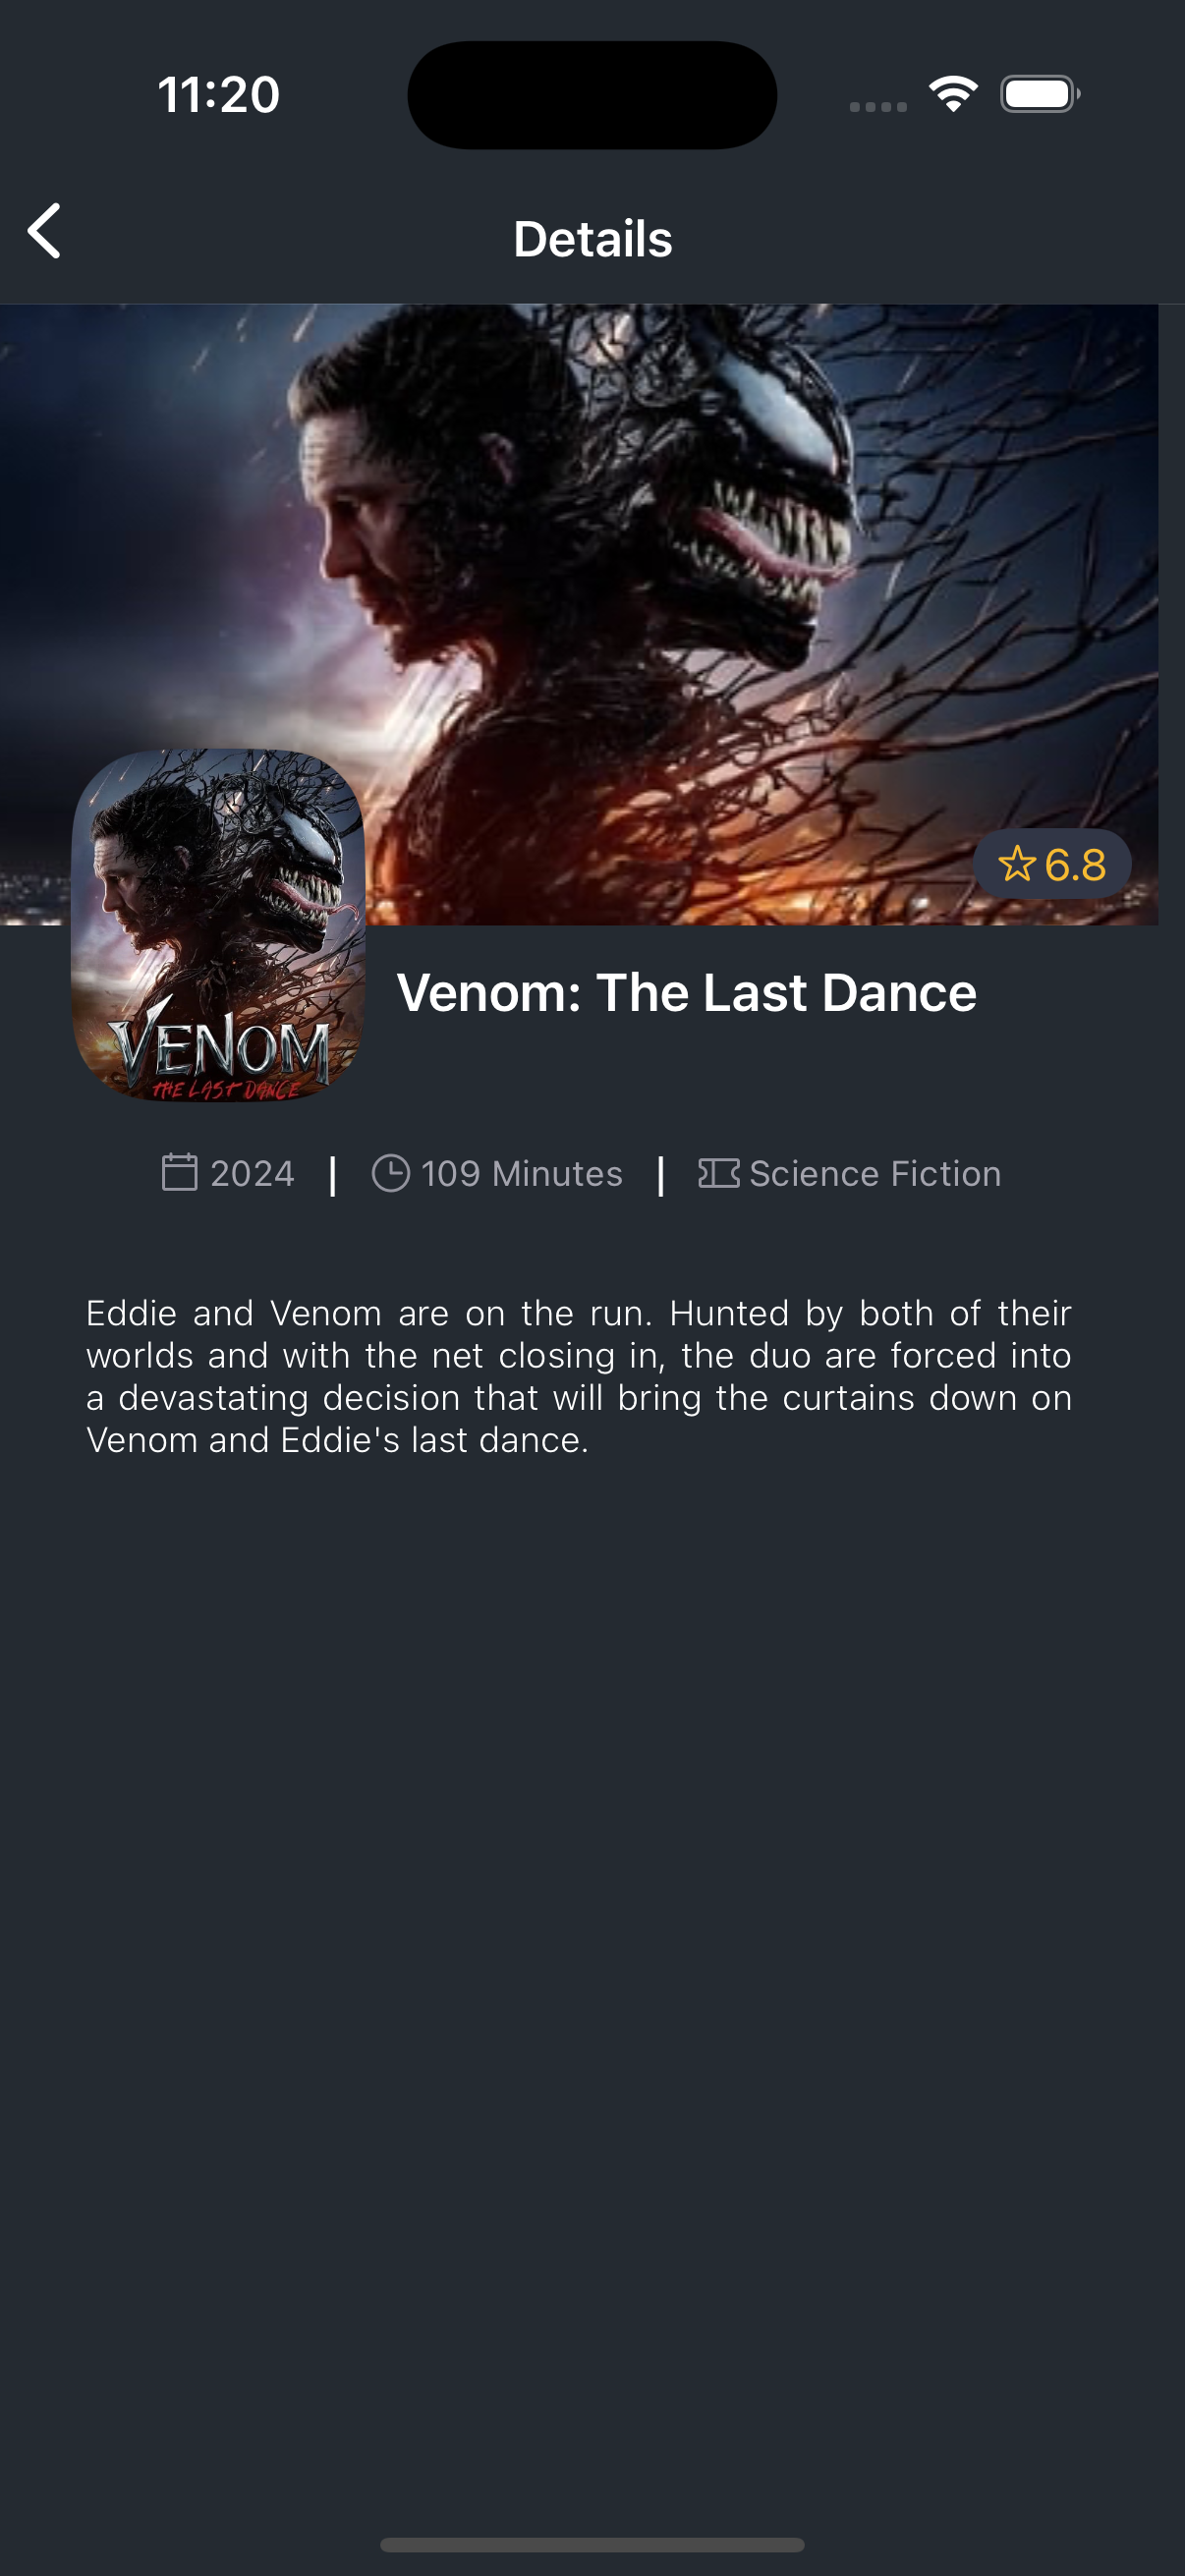 11:20
Details
6.8
Venom: The Last Dance
VENOM
THE LAST DANCE
2024 | 109 Minutes | Science Fiction
Eddie and Venom are on the run. Hunted by both of their
worlds and with the net closing in, the duo are forced into
a devastating decision that will bring the curtains down on
Venom and Eddie's last dance.